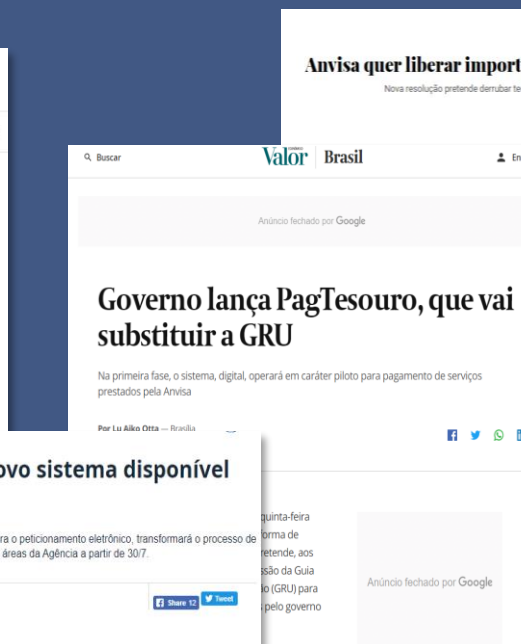 Anvisa quer liberar import
Nova resolução pretende derrubar te
Buscar
Valor Brasil
En
Anúncio fechado por Google
Governo lança PagTesouro, que vai
substituir a GRU
Na primeira fase, o sistema, digital, operará em caráter piloto para pagamento de serviços
prestados pela Anvisa
Por Lu Aiko Otta — Brasília
ovo sistema disponível
ra o peticionamento eletrônico, transformará o processo de
áreas da Agência a partir de 30/7.
Share 12
Tweet
quinta-feira
orma de
retende, aos
ssão da Guia
io (GRU) para
pelo governo
Anúncio fechado por Google